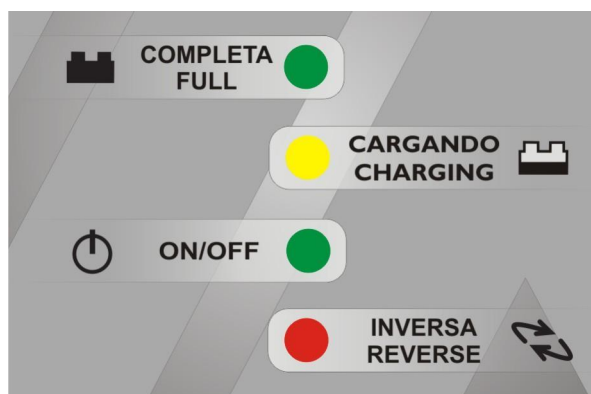 COMPLETA
FULL
CARGANDO
CHARGING
ON/OFF
INVERSA
REVERSE